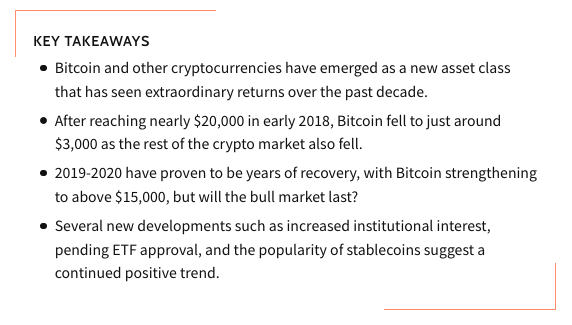 KEY TAKEAWAYS
• Bitcoin and other cryptocurrencies have emerged as a new asset class
that has seen extraordinary returns over the past decade.
• After reaching nearly $20,000 in early 2018, Bitcoin fell to just around
$3,000 as the rest of the crypto market also fell.
• 2019-2020 have proven to be years of recovery, with Bitcoin strengthening
to above $15,000, but will the bull market last?
• Several new developments such as increased institutional interest,
pending ETF approval, and the popularity of stablecoins suggest a
continued positive trend.